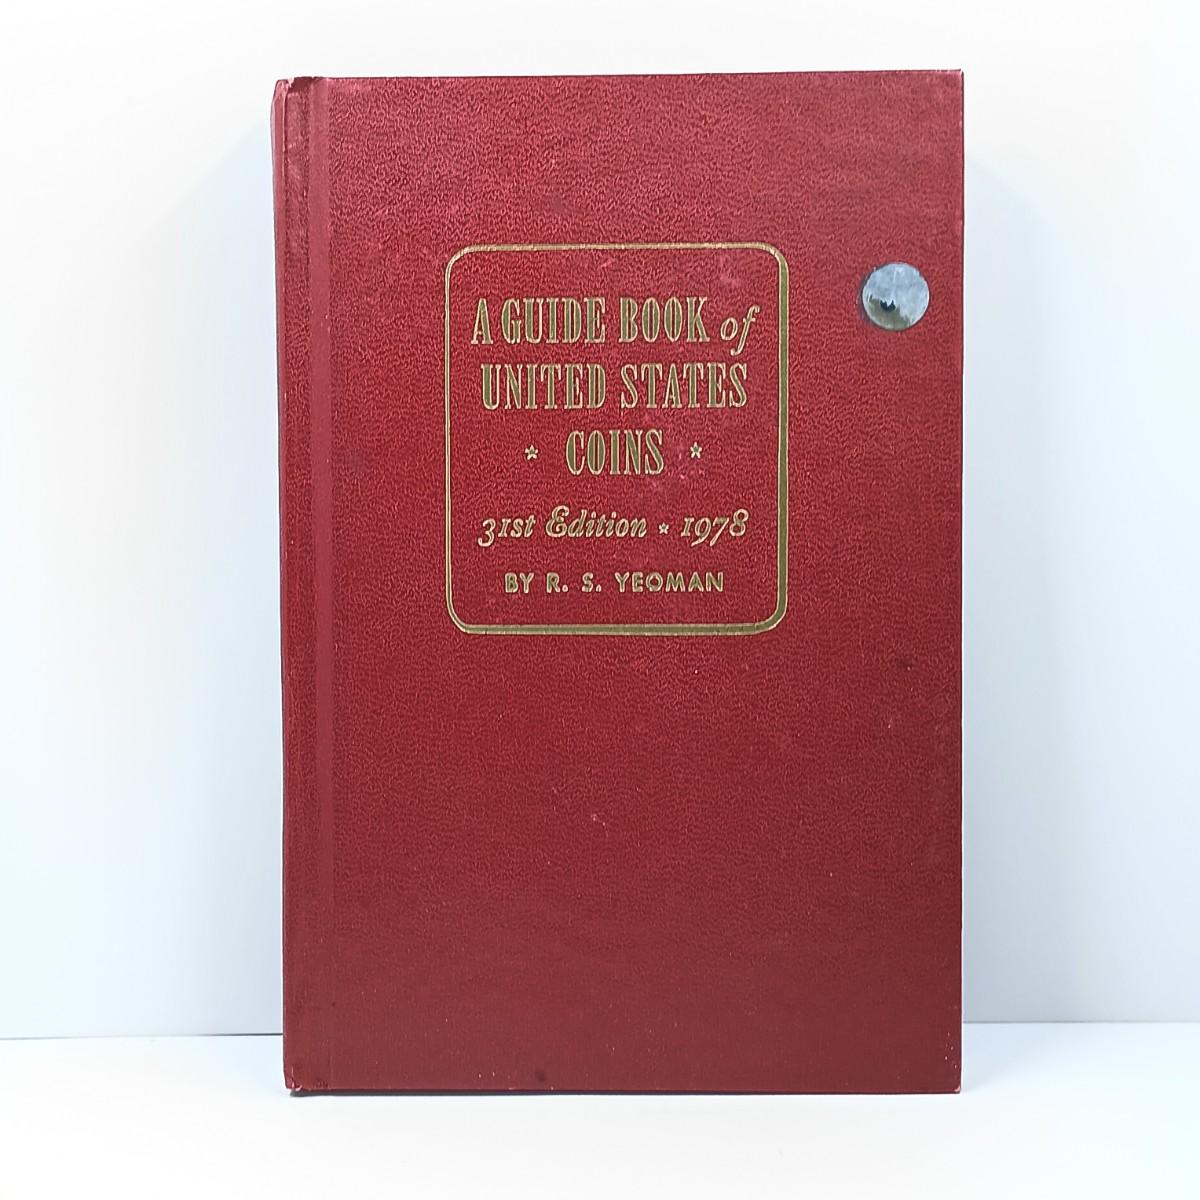 A GUIDE BOOK of
UNITED STATES
* COINS *
31st Edition * 1978
BY R. S. YEOMAN